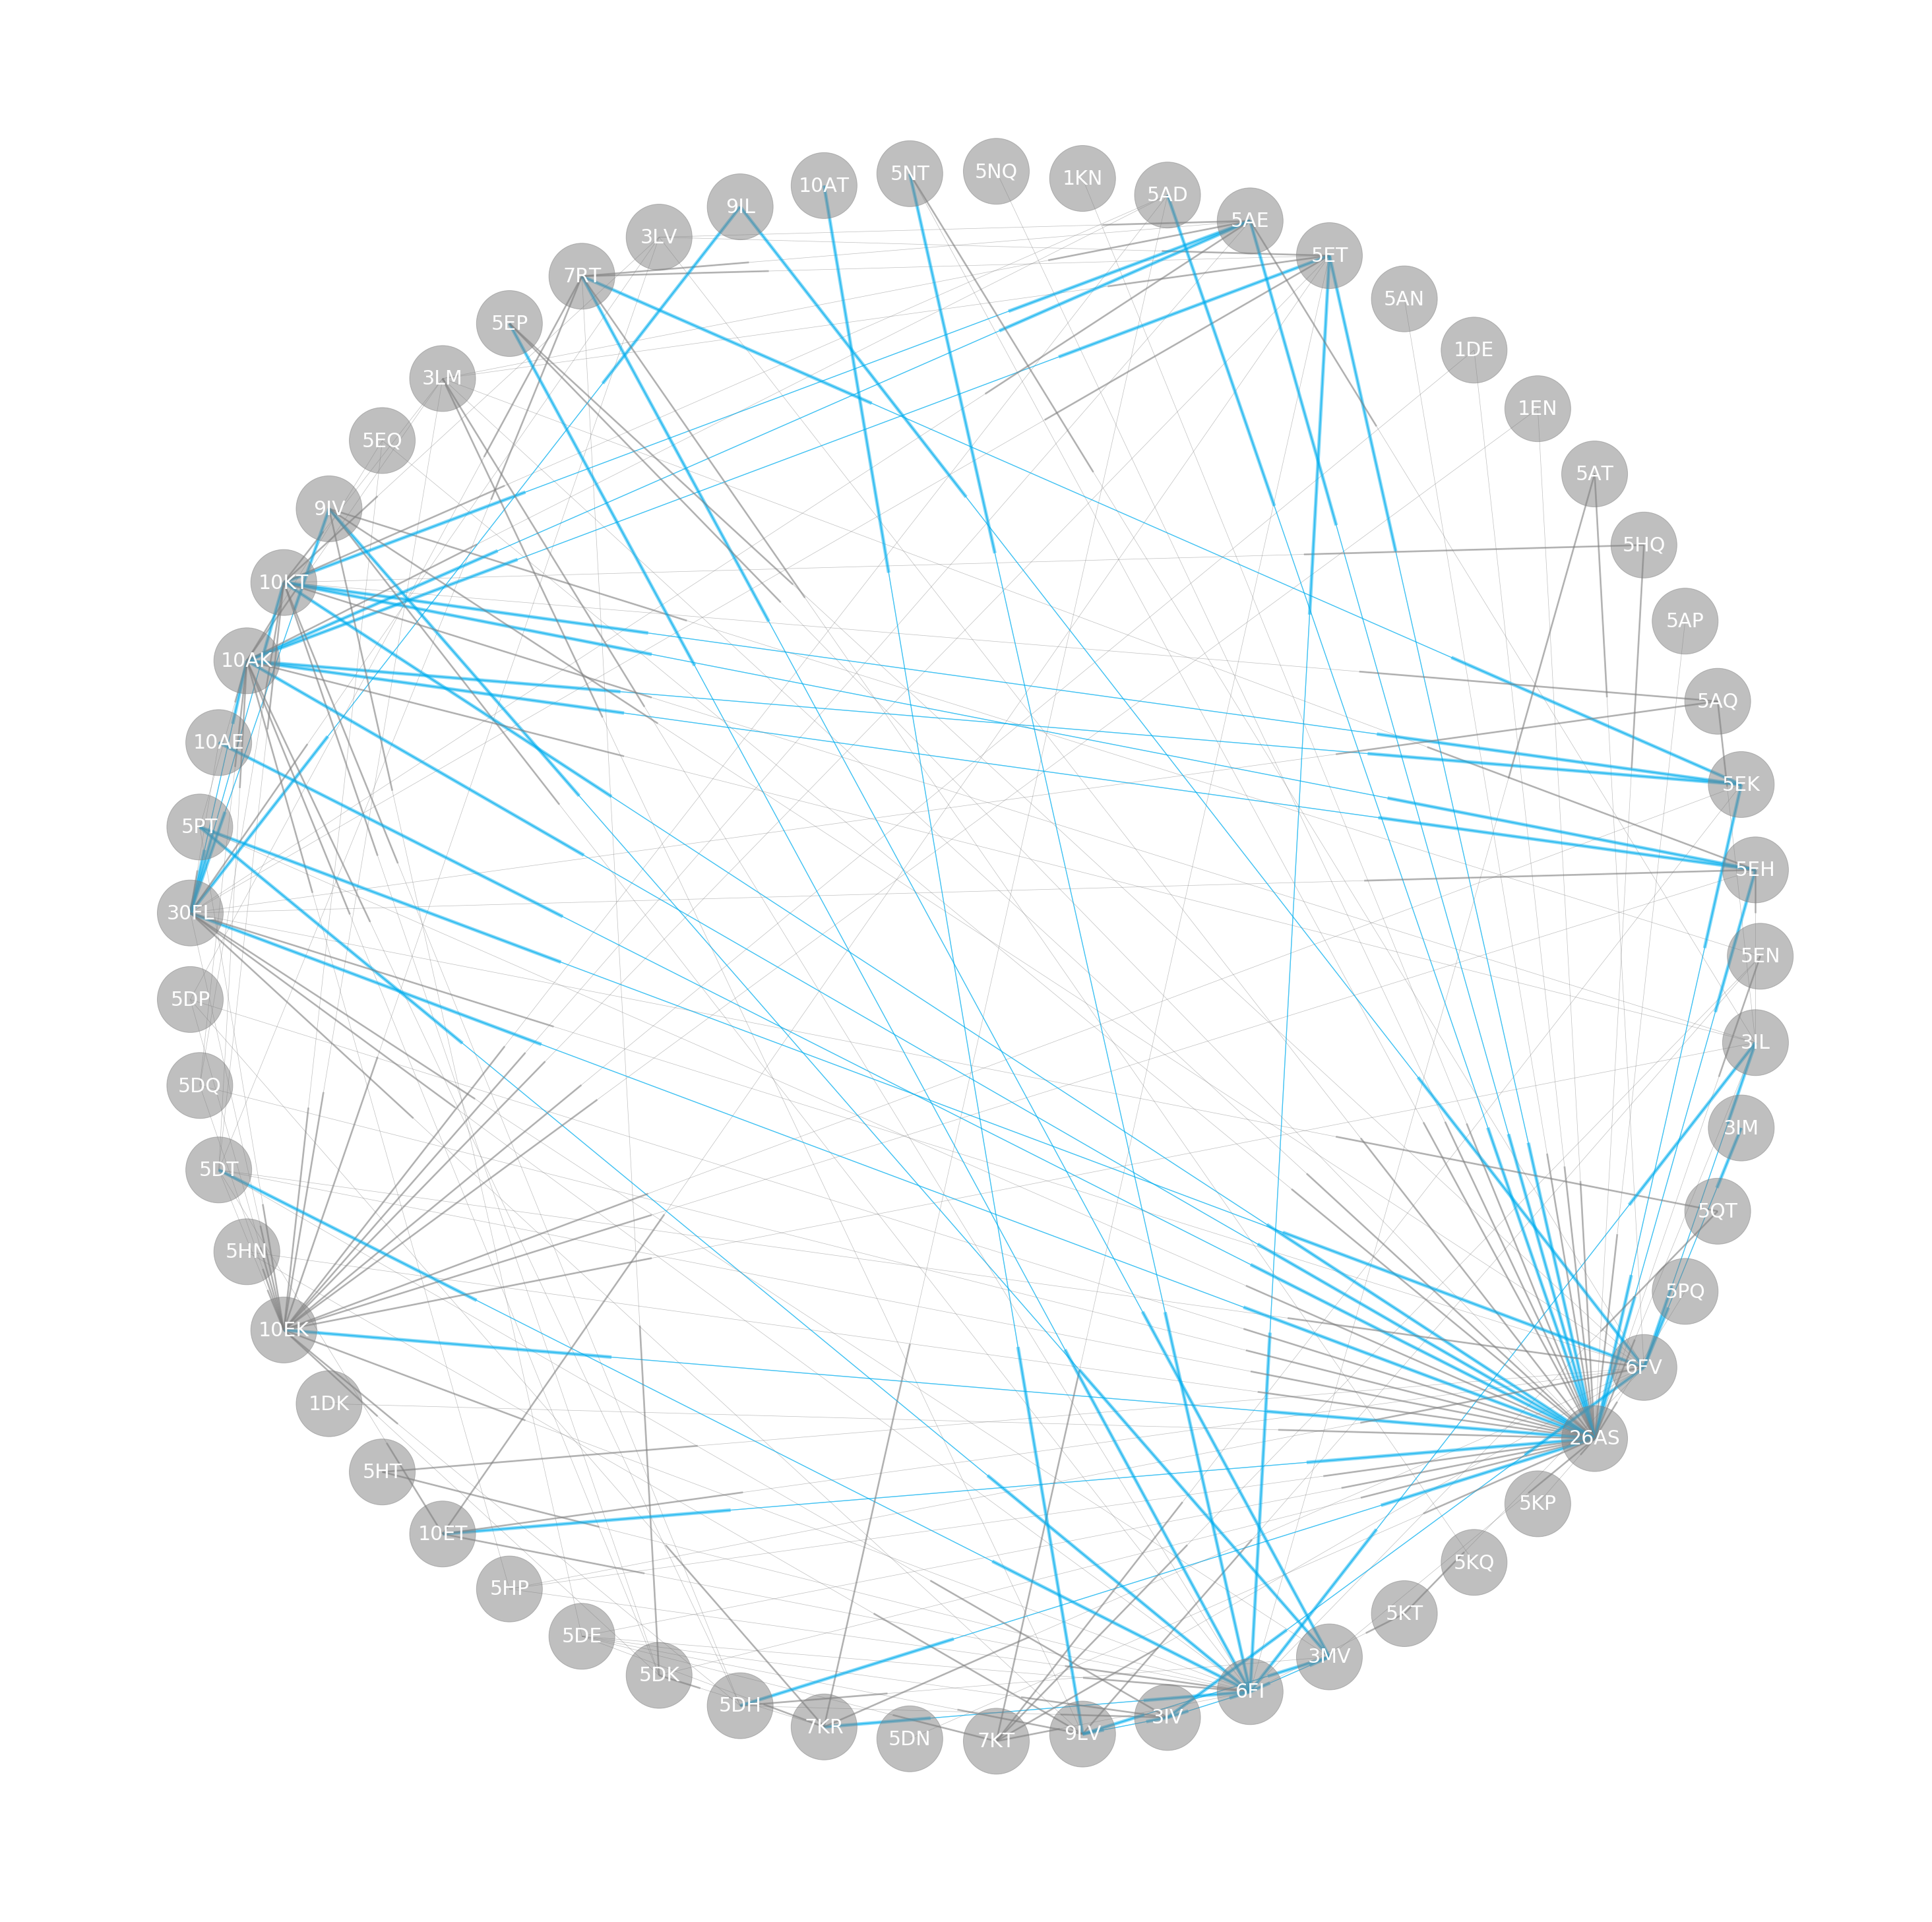 5NQ
5NT
1KN
10AT
5AD
9IL
5AE
3LV
5ET
7RT
5AN
5EP
1DE
3LM
1EN
5EQ
5AT
9IV
5HQ
10KT
5AP
10AK
5AQ
10AE
5EK
5PT
5EH
30FL
5EN
5DP
3IL
5DQ
3IM
5DT
5QT
5HN
5PQ
10EK
6FV
1DK
26AS
5HT
5KP
10ET
5KQ
5HP
5KT
5DE
3MV
5DK
6FI
5DH
3IV
7KR
9LV
5DN
7KT